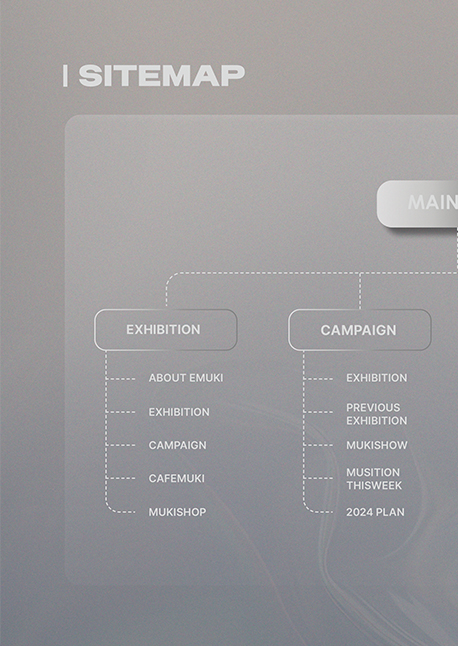 SITEMAP
MAIN
EXHIBITION
CAMPAIGN
ABOUT EMUKI
EXHIBITION
CAMPAIGN
CAFEMUKI
MUKISHOP
EXHIBITION
PREVIOUS
EXHIBITION
MUKISHOW
MUSITION
THISWEEK
2024 PLAN